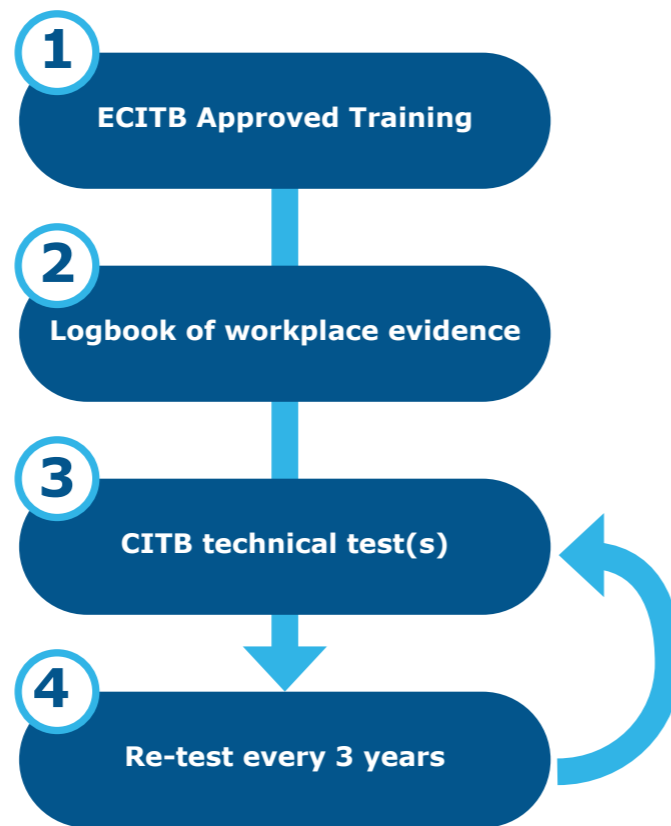 1
ECITB Approved Training
2
Logbook of workplace evidence
3
CITB technical test(s)
4
Re-test every 3 years